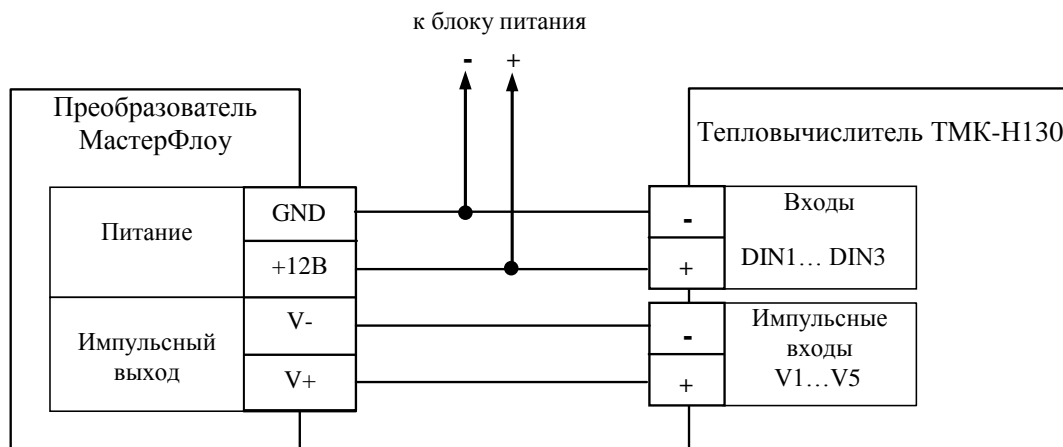 к блоку питания
- +
Преобразователь
МастерФлоу
Тепловычислитель ТМК-Н130
Питание
GND
+12В
Импульсный
выход
V-
V+
-
+
Входы
DIN1... DIN3
-
+
Импульсные
входы
V1...V5